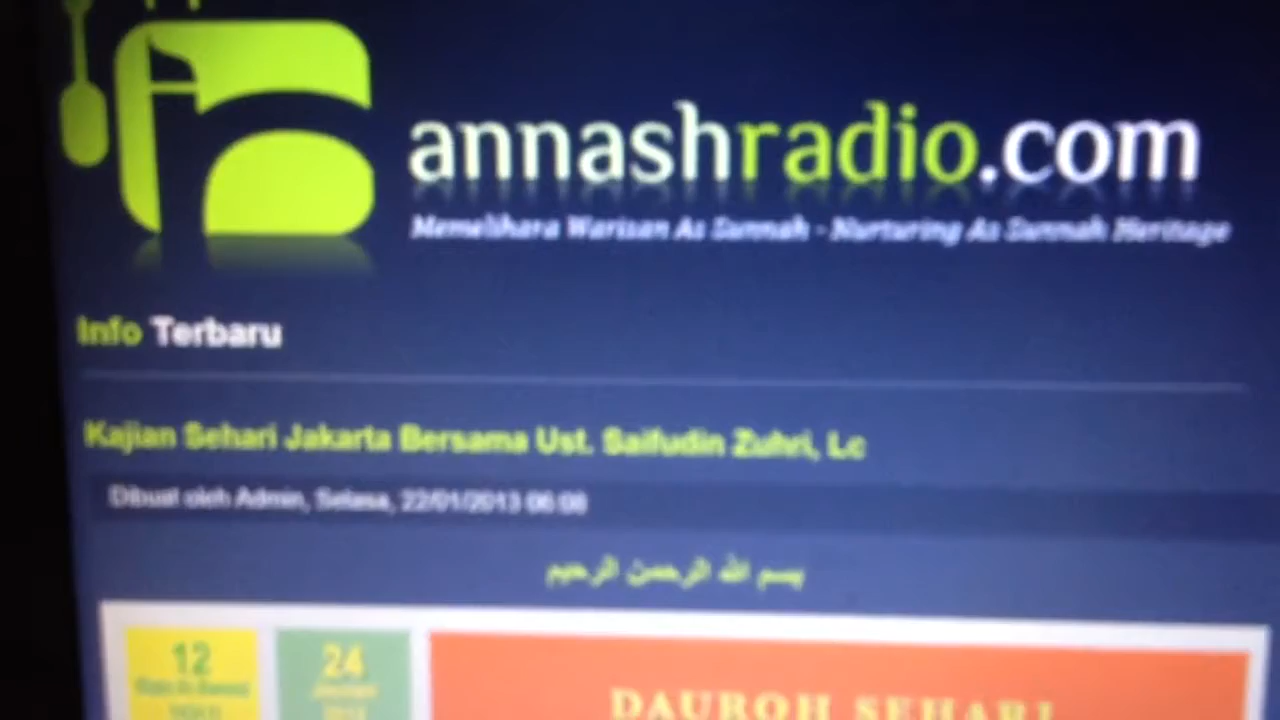 annashradio.com
Memelihara Warisan As Sunnah - Nurturing As Sunnah Heritage
Info Terbaru
Kajian Sehari Jakarta Bersama Ust. Saifudin Zuhri, Lc
Dibuat oleh Admin, Selasa, 22/01/2013 06:08
بسم الله الرحمن الرحيم
12
24
DAUROH SEHARI